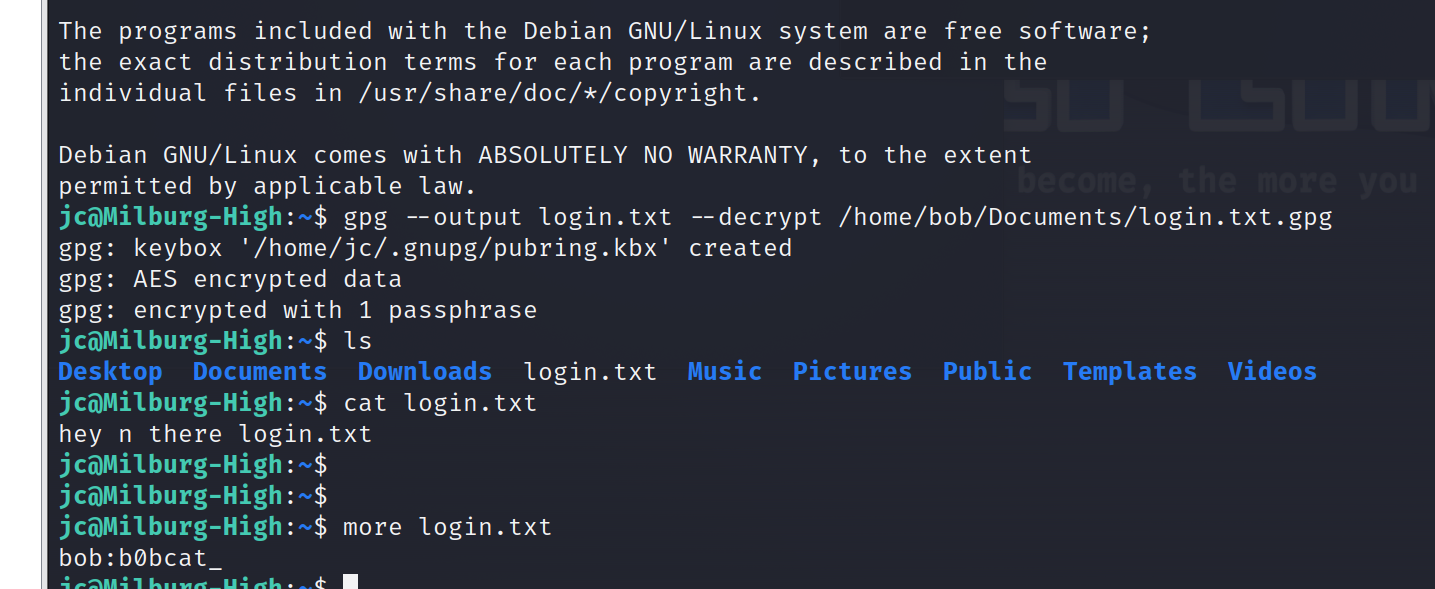 The programs included with the Debian GNU/Linux system are free software;
the exact distribution terms for each program are described in the
individual files in /usr/share/doc/*/copyright.
Debian GNU/Linux comes with ABSOLUTELY NO WARRANTY, to the extent
permitted by applicable law.
become, the more you
jc@Milburg-High:~$ gpg --output login.txt --decrypt /home/bob/Documents/login.txt.gpg
gpg: keybox '/home/jc/.gnupg/pubring.kbx' created
gpg: AES encrypted data
gpg: encrypted with 1 passphrase
jc@Milburg-High:~$ ls
Desktop  Documents  Downloads  login.txt  Music  Pictures  Public  Templates  Videos
jc@Milburg-High:~$ cat login.txt
hey n there login.txt
jc@Milburg-High:~$
jc@Milburg-High:~$
jc@Milburg-High:~$ more login.txt
bob:b0bcat_
jc@Milburg-High:~$